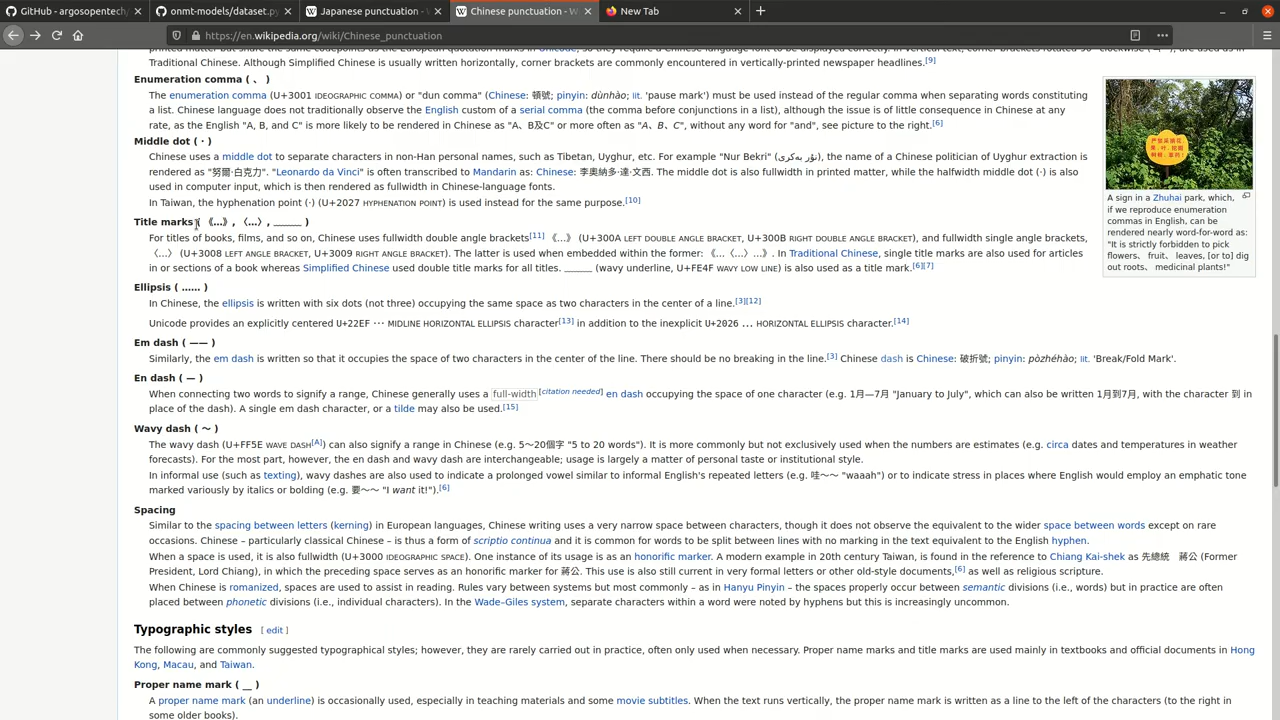 GitHub - argosopentech/
onmt-models/dataset.py
Japanese punctuation - W
Chinese punctuation - W
New Tab
https://en.wikipedia.org/wiki/Chinese_punctuation
Traditional Chinese. Although Simplified Chinese is usually written horizontally, corner brackets are commonly encountered in vertically-printed newspaper headlines.[9]
Enumeration comma ( 、 )
The enumeration comma (U+3001 IDEOGRAPHIC COMMA) or "dun comma" (Chinese: 頓號; pinyin: dùnhào; lit. 'pause mark') must be used instead of the regular comma when separating words constituting
a list. Chinese language does not traditionally observe the English custom of a serial comma (the comma before conjunctions in a list), although the issue is of little consequence in Chinese at any
rate, as the English "A, B, and C" is more likely to be rendered in Chinese as "A、B及C" or more often as "A、B、C", without any word for "and", see picture to the right.[6]
Middle dot ( · )
Chinese uses a middle dot to separate characters in non-Han personal names, such as Tibetan, Uyghur, etc. For example "Nur Bekri" (نۇر بەكرى), the name of a Chinese politician of Uyghur extraction is
rendered as "努爾·白克力". "Leonardo da Vinci" is often transcribed to Mandarin as: Chinese: 李奧納多·達·文西. The middle dot is also fullwidth in printed matter, while the halfwidth middle dot (·) is also
used in computer input, which is then rendered as fullwidth in Chinese-language fonts.
In Taiwan, the hyphenation point (‧) (U+2027 HYPHENATION POINT) is used instead for the same purpose.[10]
Title marks ( 《…》, 〈…〉, ﹏﹏﹏ )
For titles of books, films, and so on, Chinese uses fullwidth double angle brackets[11] 《…》 (U+300A LEFT DOUBLE ANGLE BRACKET, U+300B RIGHT DOUBLE ANGLE BRACKET), and fullwidth single angle brackets,
〈…〉 (U+3008 LEFT ANGLE BRACKET, U+3009 RIGHT ANGLE BRACKET). The latter is used when embedded within the former: 《…〈…〉…》. In Traditional Chinese, single title marks are also used for articles
in or sections of a book whereas Simplified Chinese used double title marks for all titles. ﹏﹏﹏ (wavy underline, U+FE4F WAVY LOW LINE) is also used as a title mark.[6][7]
Ellipsis ( …… )
In Chinese, the ellipsis is written with six dots (not three) occupying the same space as two characters in the center of a line.[3][12]
Unicode provides an explicitly centered U+22EF ⋯ MIDLINE HORIZONTAL ELLIPSIS character[13] in addition to the inexplicit U+2026 … HORIZONTAL ELLIPSIS character.[14]
Em dash ( —— )
Similarly, the em dash is written so that it occupies the space of two characters in the center of the line. There should be no breaking in the line.[3] Chinese dash is Chinese: 破折號; pinyin: pòzhéhào; lit. 'Break/Fold Mark'.
En dash ( — )
When connecting two words to signify a range, Chinese generally uses a full-width[citation needed] en dash occupying the space of one character (e.g. 1月—7月 "January to July", which can also be written 1月到7月, with the character 到 in
place of the dash). A single em dash character, or a tilde may also be used.[15]
Wavy dash ( ～ )
The wavy dash (U+FF5E WAVE DASH[A]) can also signify a range in Chinese (e.g. 5～20個字 "5 to 20 words"). It is more commonly but not exclusively used when the numbers are estimates (e.g. circa dates and temperatures in weather
forecasts). For the most part, however, the en dash and wavy dash are interchangeable; usage is largely a matter of personal taste or institutional style.
In informal use (such as texting), wavy dashes are also used to indicate a prolonged vowel similar to informal English's repeated letters (e.g. 哇～～ "waaah") or to indicate stress in places where English would employ an emphatic tone
marked variously by italics or bolding (e.g. 要～～ "I want it!").[6]
Spacing
Similar to the spacing between letters (kerning) in European languages, Chinese writing uses a very narrow space between characters, though it does not observe the equivalent to the wider space between words except on rare
occasions. Chinese – particularly classical Chinese – is thus a form of scriptio continua and it is common for words to be split between lines with no marking in the text equivalent to the English hyphen.
When a space is used, it is also fullwidth (U+3000 IDEOGRAPHIC SPACE). One instance of its usage is as an honorific marker. A modern example in 20th century Taiwan, is found in the reference to Chiang Kai-shek as 先總統　蔣公 (Former
President, Lord Chiang), in which the preceding space serves as an honorific marker for 蔣公. This use is also still current in very formal letters or other old-style documents,[6] as well as religious scripture.
When Chinese is romanized, spaces are used to assist in reading. Rules vary between systems but most commonly – as in Hanyu Pinyin – the spaces properly occur between semantic divisions (i.e., words) but in practice are often
placed between phonetic divisions (i.e., individual characters). In the Wade–Giles system, separate characters within a word were noted by hyphens but this is increasingly uncommon.
Typographic styles [ edit ]
The following are commonly suggested typographical styles; however, they are rarely carried out in practice, often only used when necessary. Proper name marks and title marks are used mainly in textbooks and official documents in Hong
Kong, Macau, and Taiwan.
Proper name mark ( __ )
A proper name mark (an underline) is occasionally used, especially in teaching materials and some movie subtitles. When the text runs vertically, the proper name mark is written as a line to the left of the characters (to the right in
some older books).
A sign in a Zhuhai park, which,
if we reproduce enumeration
commas in English, can be
rendered nearly word-for-word as:
"It is strictly forbidden to pick
flowers、 fruit、 leaves, [or to] dig
out roots、 medicinal plants!"